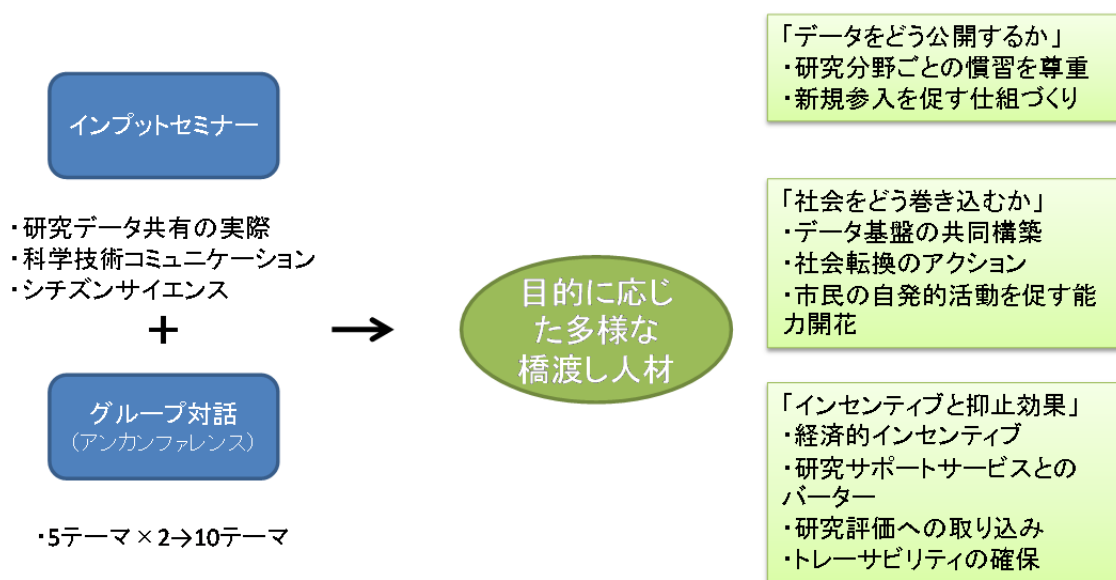 インプットセミナー
・研究データ共有の実際
・科学技術コミュニケーション
・シチズンサイエンス
+
グループ対話
(アンカンファレンス)
・5テーマ×2→10テーマ
→
目的に応じ
た多様な
橋渡し人材
「データをどう公開するか」
・研究分野ごとの慣習を尊重
・新規参入を促す仕組づくり
「社会をどう巻き込むか」
・データ基盤の共同構築
・社会転換のアクション
・市民の自発的活動を促す能
力開花
「インセンティブと抑止効果」
・経済的インセンティブ
・研究サポートサービスとの
バーター
・研究評価への取り込み
・トレーサビリティの確保